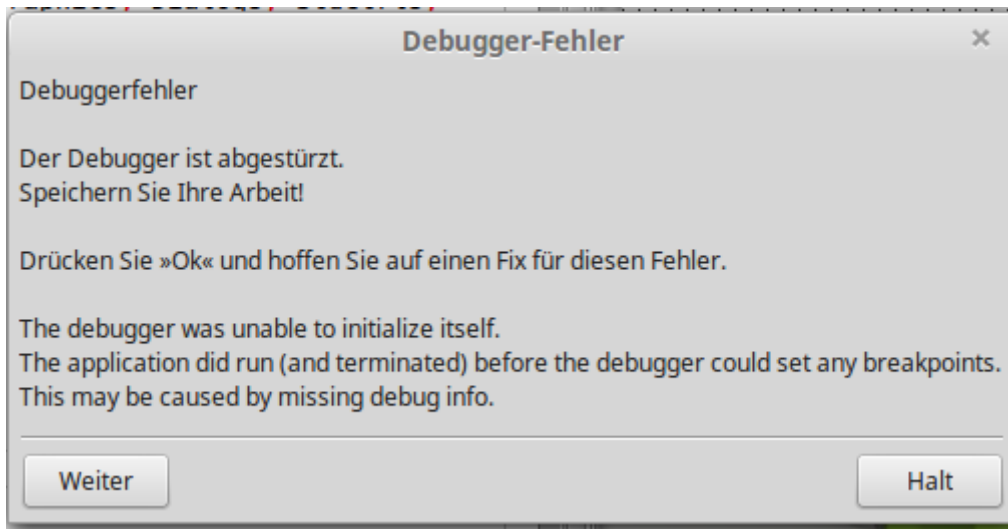 Debugger-Fehler
Debuggerfehler
Der Debugger ist abgestürzt.
Speichern Sie Ihre Arbeit!
Drücken Sie »Ok« und hoffen Sie auf einen Fix für diesen Fehler.
The debugger was unable to initialize itself.
The application did run (and terminated) before the debugger could set any breakpoints.
This may be caused by missing debug info.
Weiter
Halt